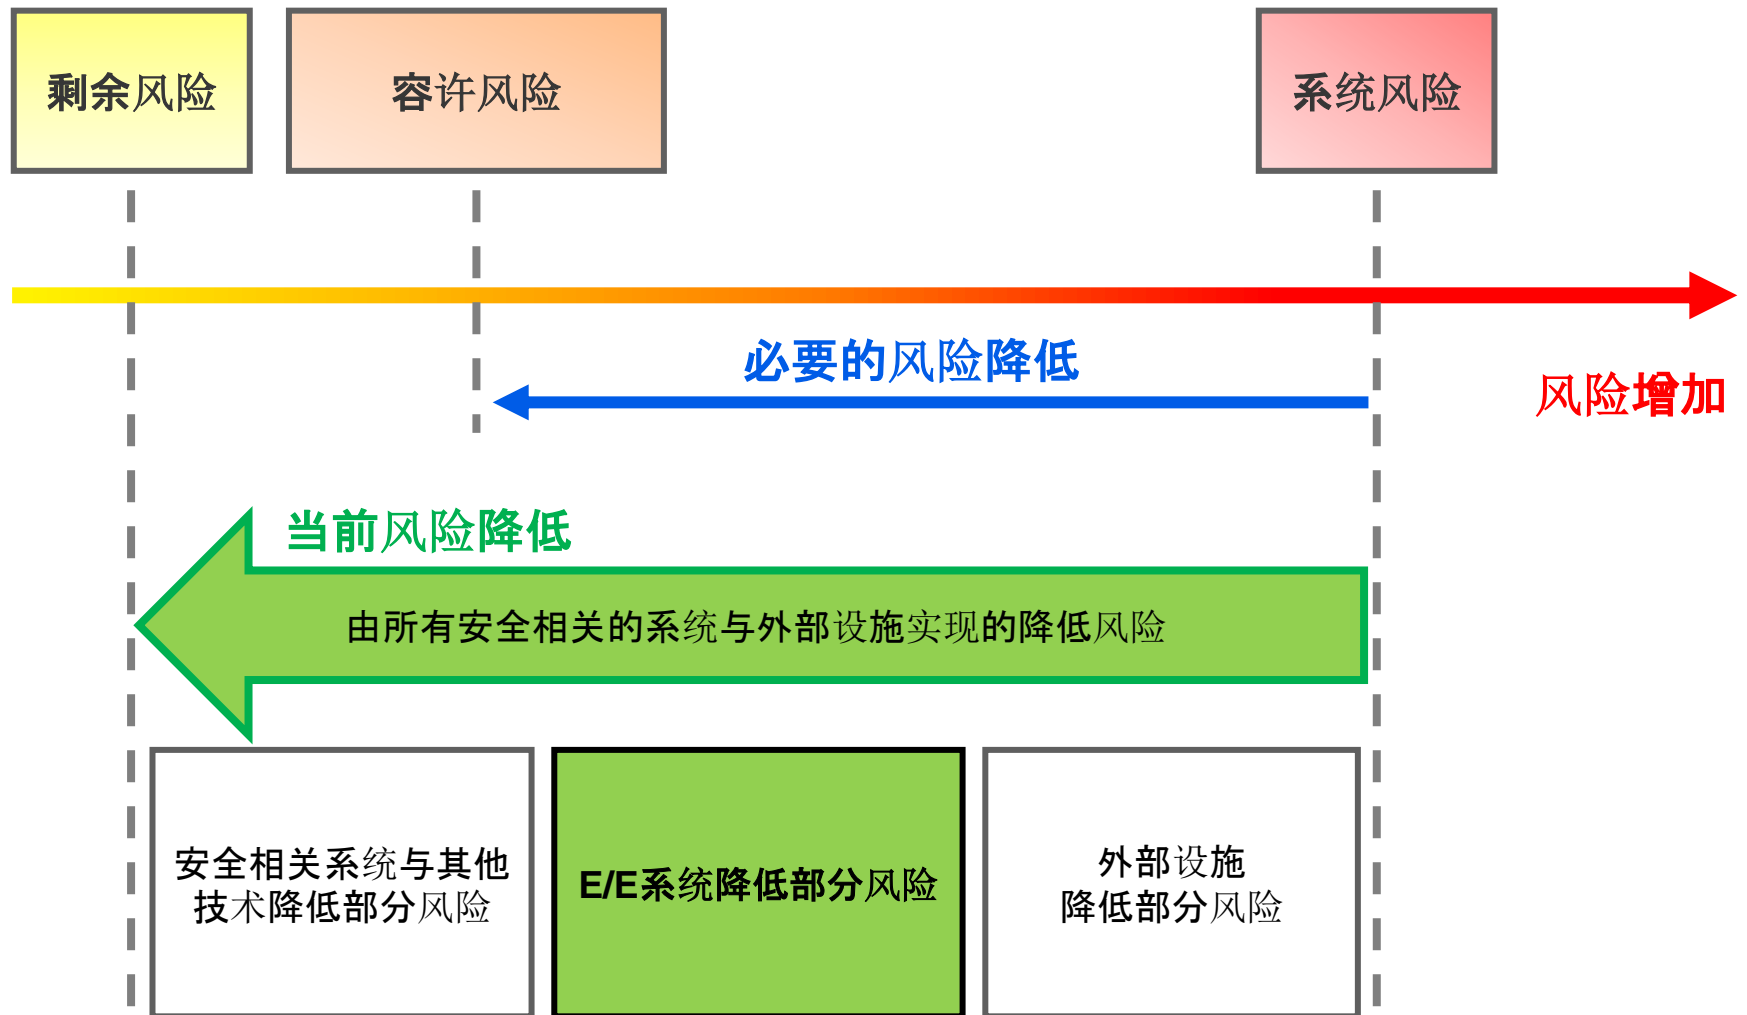 剩余风险
容许风险
系统风险
必要的风险降低
风险增加
当前风险降低
由所有安全相关的系统与外部设施实现的降低风险
安全相关系统与其他
技术降低部分风险
E/E系统降低部分风险
外部设施
降低部分风险